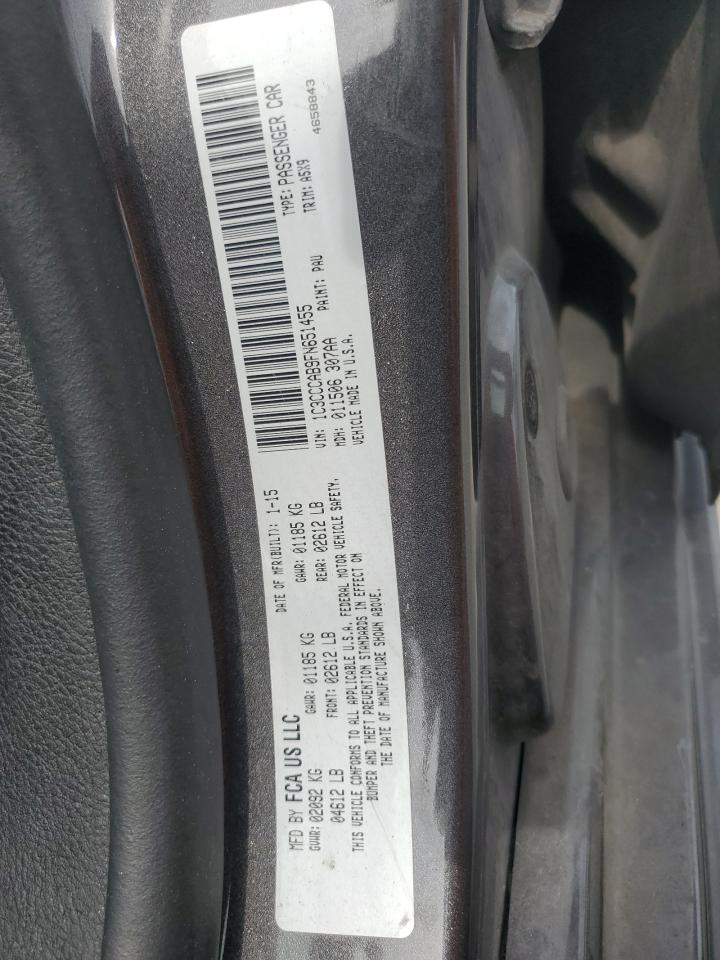 MFD BY FCA US LLC
DATE OF MFR(BUILT): 1-15
GVWR: 02092 KG
04612 LB
GAWR: 01185 KG
FRONT: 02612 LB
GAWR: 01185 KG
REAR: 02612 LB
THIS VEHICLE CONFORMS TO ALL APPLICABLE U.S.A. FEDERAL MOTOR VEHICLE SAFETY,
BUMPER AND THEFT PREVENTION STANDARDS IN EFFECT ON
THE DATE OF MANUFACTURE SHOWN ABOVE.
VIN: 1C3CCCAB9FN651455
TYPE: PASSENGER CAR
MDH: 011506 307AA
PAINT: PAU
TRIM: A5X9
VEHICLE MADE IN U.S.A.
4658843